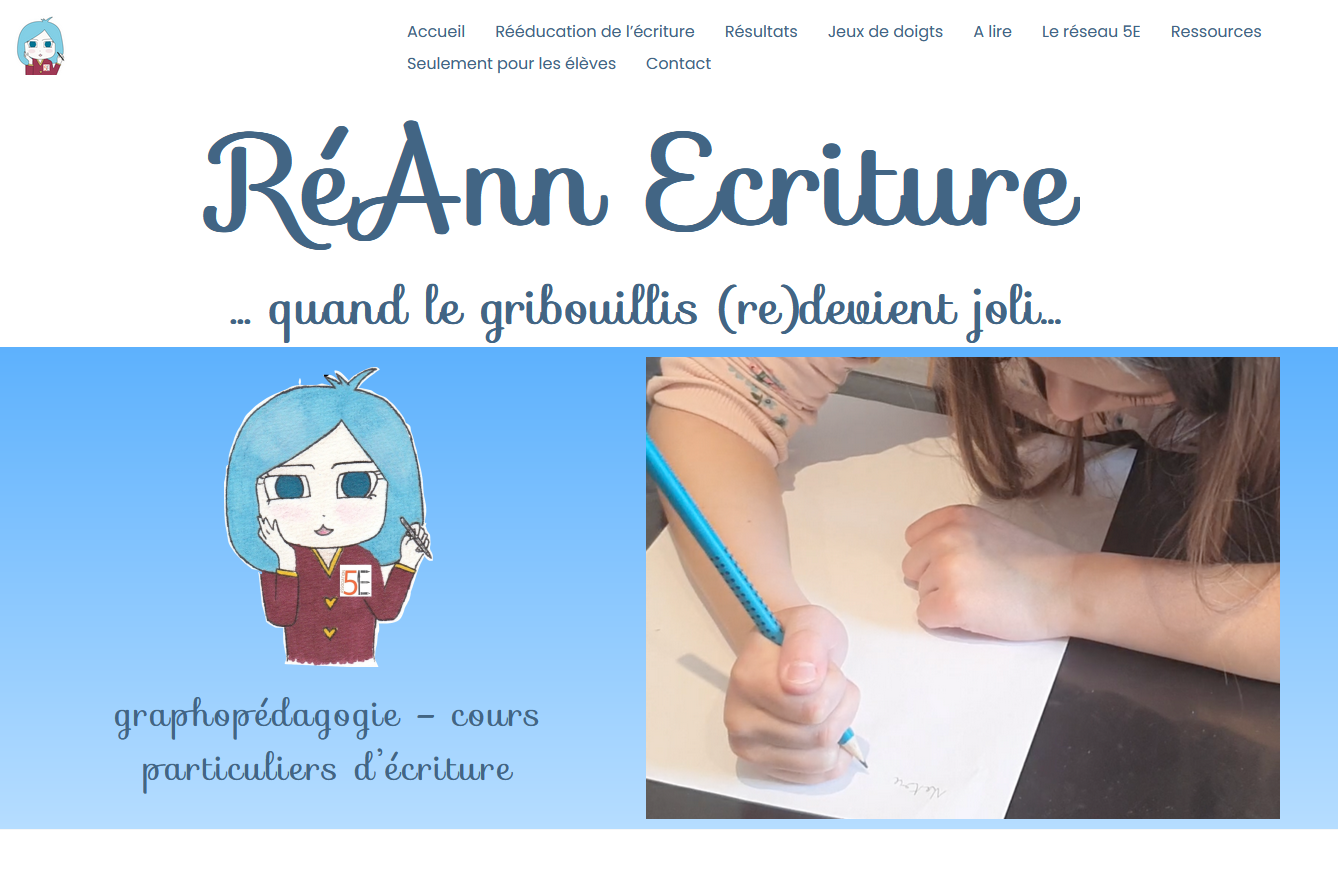 Accueil Rééducation de l’écriture Résultats Jeux de doigts A lire Le réseau 5E Ressources
Seulement pour les élèves Contact
RéAnn Ecriture
... quand le gribouillis (re)devient joli...
5E
graphopédagogie – cours
particuliers d’écriture